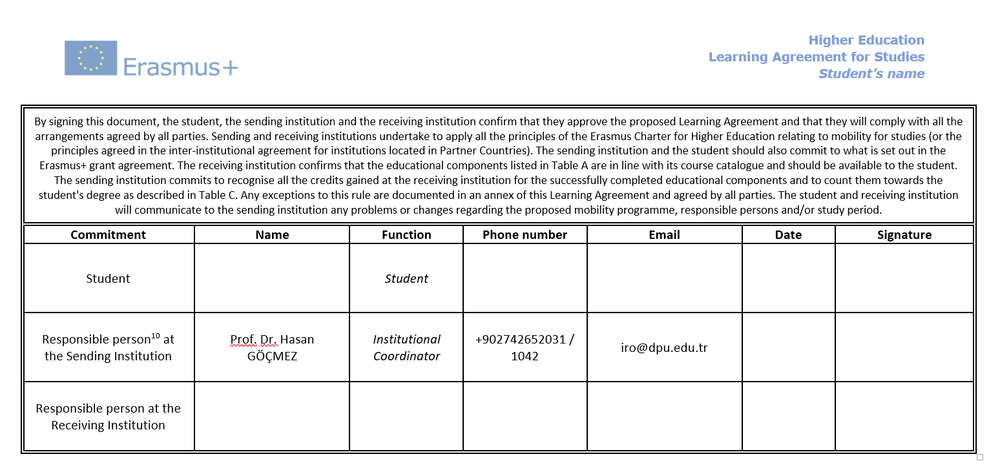 Erasmus+
Higher Education
Learning Agreement for Studies
Student’s name
By signing this document, the student, the sending institution and the receiving institution confirm that they approve the proposed Learning Agreement and that they will comply with all the
arrangements agreed by all parties. Sending and receiving institutions undertake to apply all the principles of the Erasmus Charter for Higher Education relating to mobility for studies (or the
principles agreed in the inter-institutional agreement for institutions located in Partner Countries). The sending institution and the student should also commit to what is set out in the
Erasmus+ grant agreement. The receiving institution confirms that the educational components listed in Table A are in line with its course catalogue and should be available to the student.
The sending institution commits to recognise all the credits gained at the receiving institution for the successfully completed educational components and to count them towards the
student's degree as described in Table C. Any exceptions to this rule are documented in an annex of this Learning Agreement and agreed by all parties. The student and receiving institution
will communicate to the sending institution any problems or changes regarding the proposed mobility programme, responsible persons and/or study period.
Commitment Name Function Phone number Email Date Signature
Student Student
Responsible person10 at
the Sending Institution
Prof. Dr. Hasan
GÖÇMEZ
Institutional
Coordinator
+902742652031 /
1042
iro@dpu.edu.tr
Responsible person at the
Receiving Institution